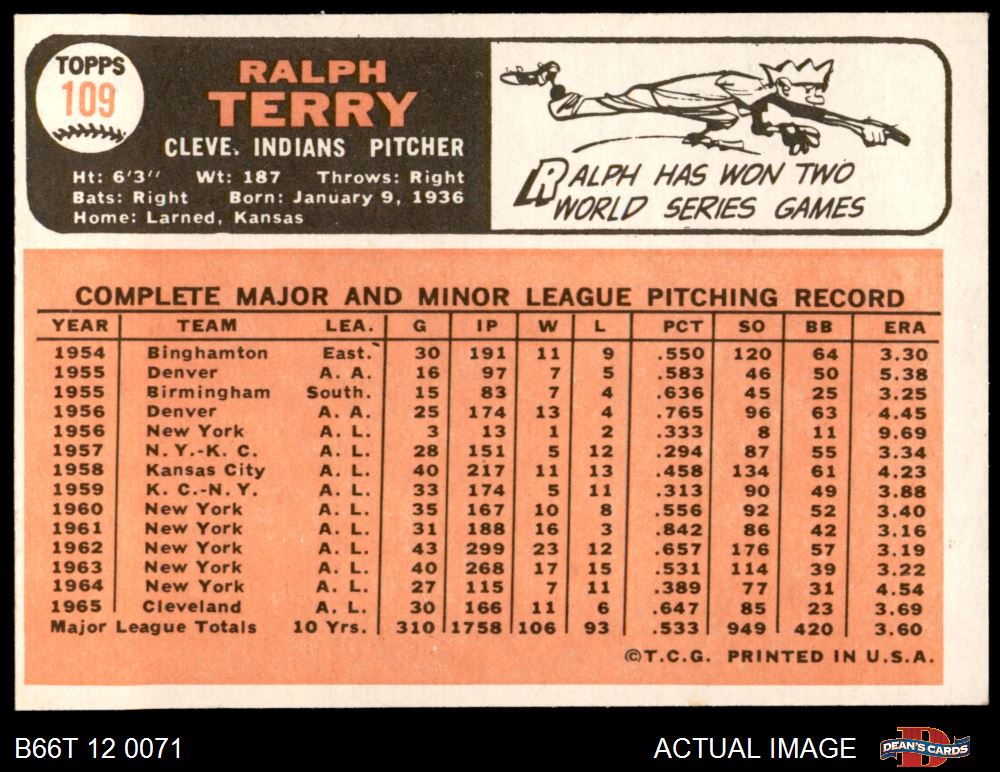 TOPPS
109
RALPH
TERRY
CLEVE. INDIANS PITCHER
Ht: 6'3" Wt: 187 Throws: Right
Bats: Right Born: January 9, 1936
Home: Larned, Kansas
RALPH HAS WON TWO
WORLD SERIES GAMES
COMPLETE MAJOR AND MINOR LEAGUE PITCHING RECORD
YEAR TEAM LEA. G IP W L PCT SO BB ERA
1954 Binghamton East. 30 191 11 9 .550 120 64 3.30
1955 Denver A. A. 16 97 7 5 .583 46 50 5.38
1955 Birmingham South. 15 83 7 4 .636 45 25 3.25
1956 Denver A. A. 25 174 13 4 .765 96 63 4.45
1956 New York A. L. 3 13 1 2 .333 8 11 9.69
1957 N. Y.-K. C. A. L. 28 151 5 12 .294 87 55 3.34
1958 Kansas City A. L. 40 217 11 13 .458 134 61 4.23
1959 K. C.-N. Y. A. L. 33 174 5 11 .313 90 49 3.88
1960 New York A. L. 35 167 10 8 .556 92 52 3.40
1961 New York A. L. 31 188 16 3 .842 86 42 3.16
1962 New York A. L. 43 299 23 12 .657 176 57 3.19
1963 New York A. L. 40 268 17 15 .531 114 39 3.22
1964 New York A. L. 27 115 7 11 .389 77 31 4.54
1965 Cleveland A. L. 30 166 11 6 .647 85 23 3.69
Major League Totals 10 Yrs. 310 1758 106 93 .533 949 420 3.60
©T.C.G. PRINTED IN U.S.A.
B66T 12 0071 ACTUAL IMAGE DEAN'S CARDS